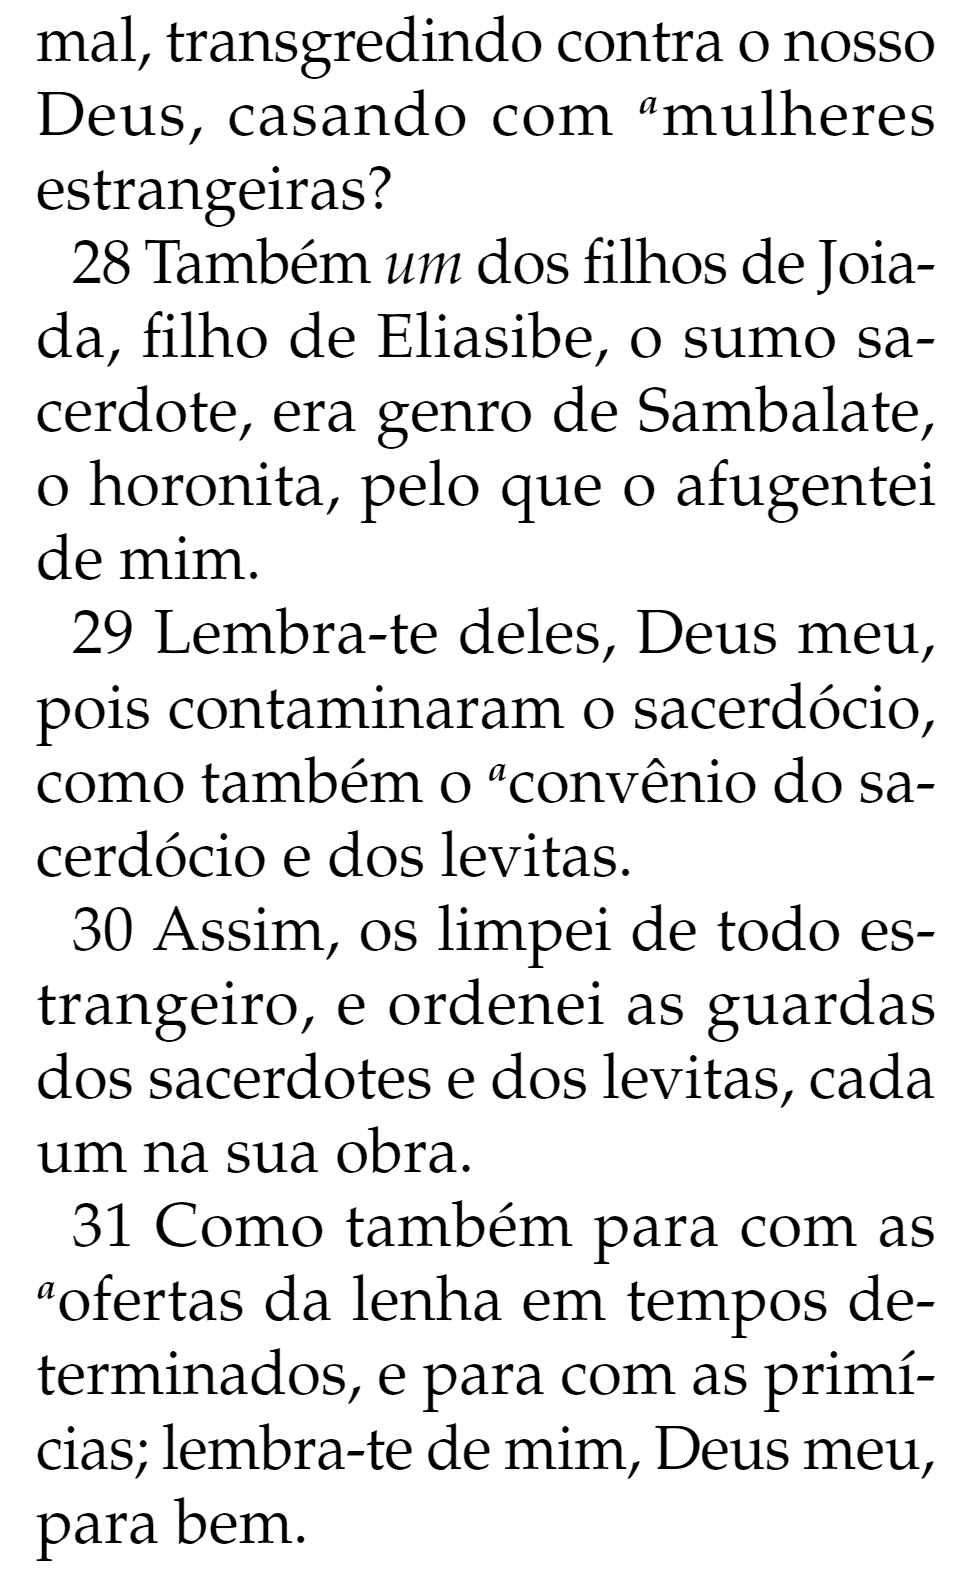 mal, transgredindo contra o nosso
Deus, casando com ᵃmulheres
estrangeiras?
28 Também um dos filhos de Joia-
da, filho de Eliasibe, o sumo sa-
cerdote, era genro de Sambalate,
o horonita, pelo que o afugentei
de mim.
29 Lembra-te deles, Deus meu,
pois contaminaram o sacerdócio,
como também o ᵃconvênio do sa-
cerdócio e dos levitas.
30 Assim, os limpei de todo es-
trangeiro, e ordenei as guardas
dos sacerdotes e dos levitas, cada
um na sua obra.
31 Como também para com as
ᵃofertas da lenha em tempos de-
terminados, e para com as primí-
cias; lembra-te de mim, Deus meu,
para bem.